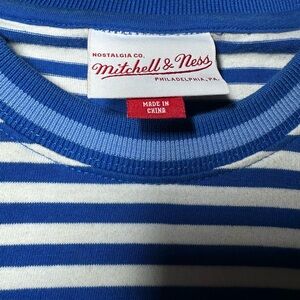 NOSTALGIA CO.
Mitchell & Ness
PHILADELPHIA, PA.
MADE IN
CHINA